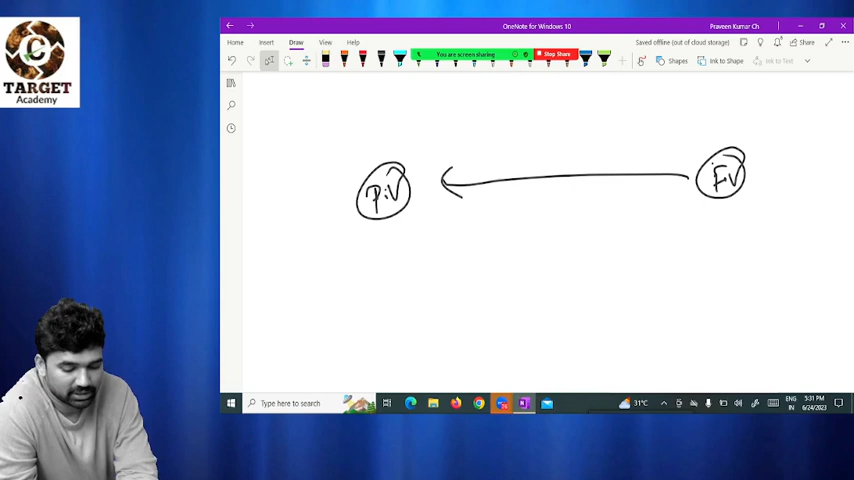 TARGET
Academy
OneNote for Windows 10
Praveen Kumar Ch
Home Insert Draw View Help
You are screen sharing
Stop Share
Saved offline (out of cloud storage)
Share
Shapes
Ink to Shape
Ink to Text
P.V
F.V
Type here to search
31°C
ENG
IN
5:31 PM
6/24/2023